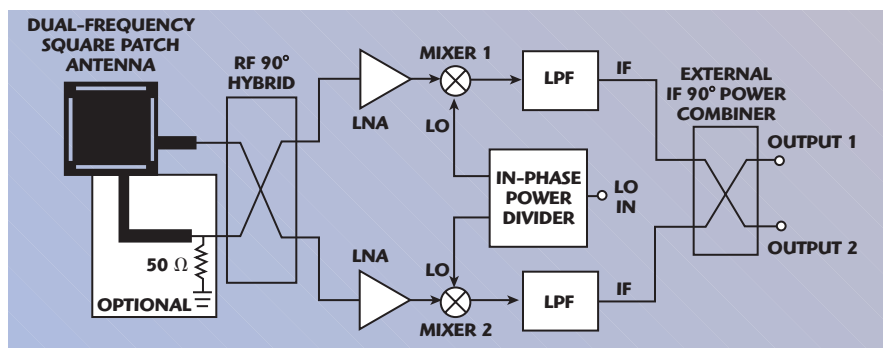 DUAL-FREQUENCY
SQUARE PATCH
ANTENNA
RF 90°
HYBRID
LNA
MIXER 1
LO
LPF
IF
EXTERNAL
IF 90° POWER
COMBINER
OUTPUT 1
IN-PHASE
POWER
DIVIDER
LO
IN
OUTPUT 2
50 Ω
OPTIONAL
LNA
LO
MIXER 2
LPF
IF